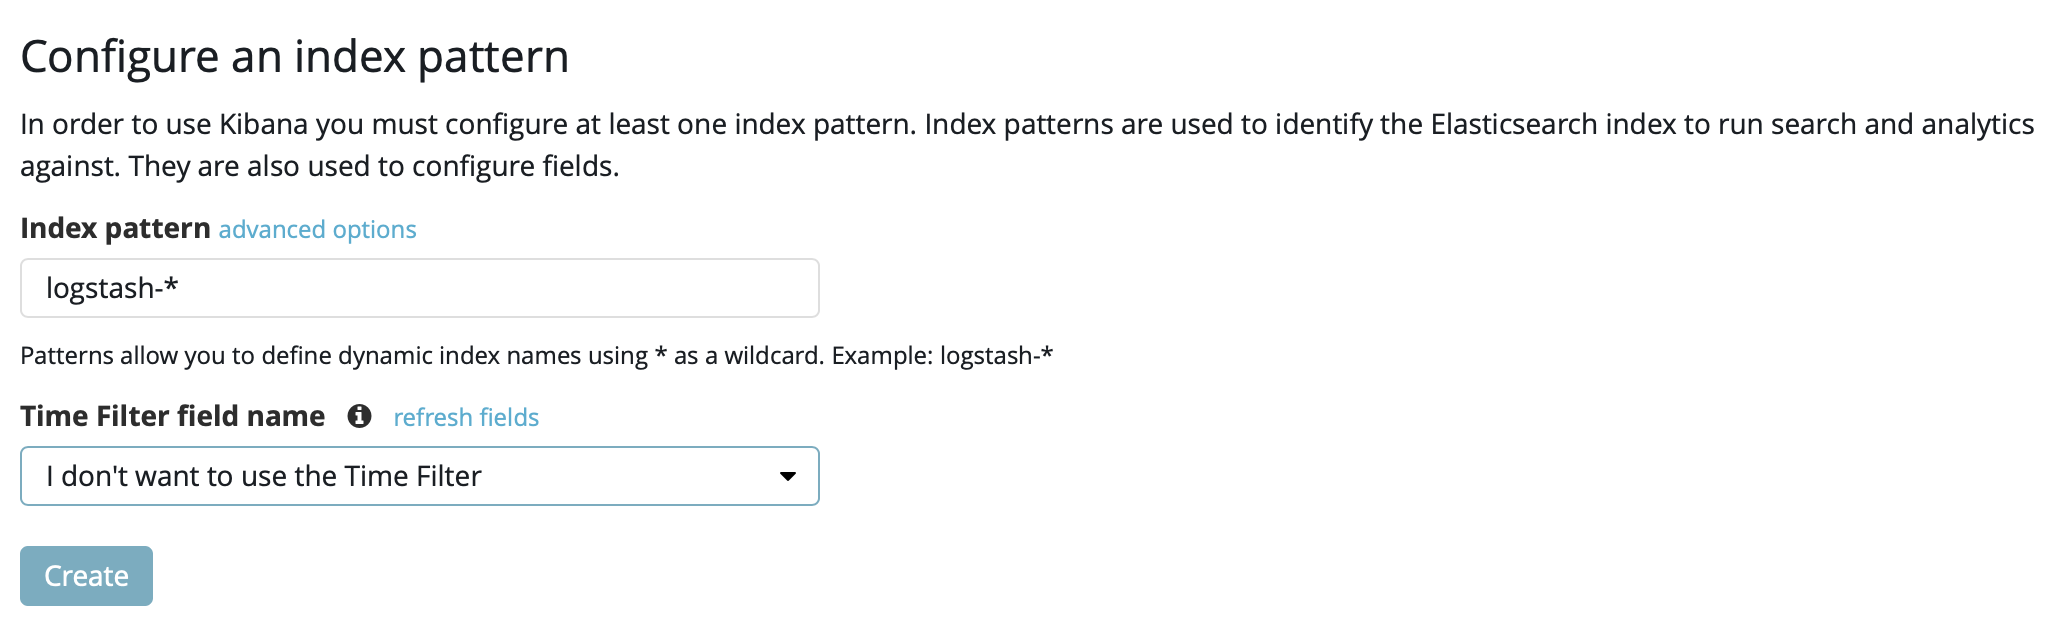 Configure an index pattern
In order to use Kibana you must configure at least one index pattern. Index patterns are used to identify the Elasticsearch index to run search and analytics
against. They are also used to configure fields.
Index pattern advanced options
logstash-*
Patterns allow you to define dynamic index names using * as a wildcard. Example: logstash-*
Time Filter field name refresh fields
I don't want to use the Time Filter
Create